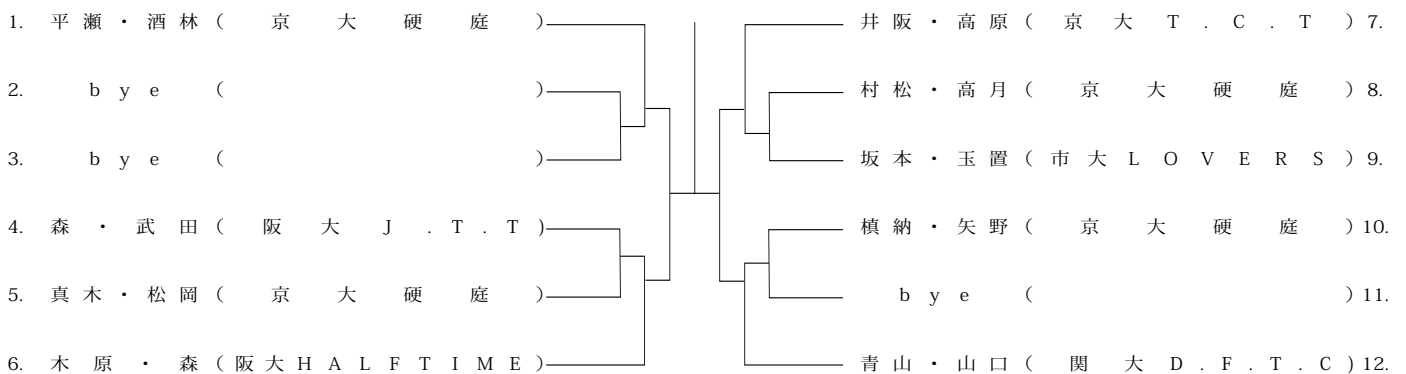 1. 平瀬・酒林(京大硬庭)
2. bye ( )
3. bye ( )
4. 森・武田(阪大J.T.T)
5. 真木・松岡(京大硬庭)
6. 木原・森(阪大HALFTIME)
井阪・高原(京大T.C.T)7.
村松・高月(京大硬庭)8.
坂本・玉置(市大LOVERS)9.
槙納・矢野(京大硬庭)10.
bye ( )11.
青山・山口(関大D.F.T.C)12.